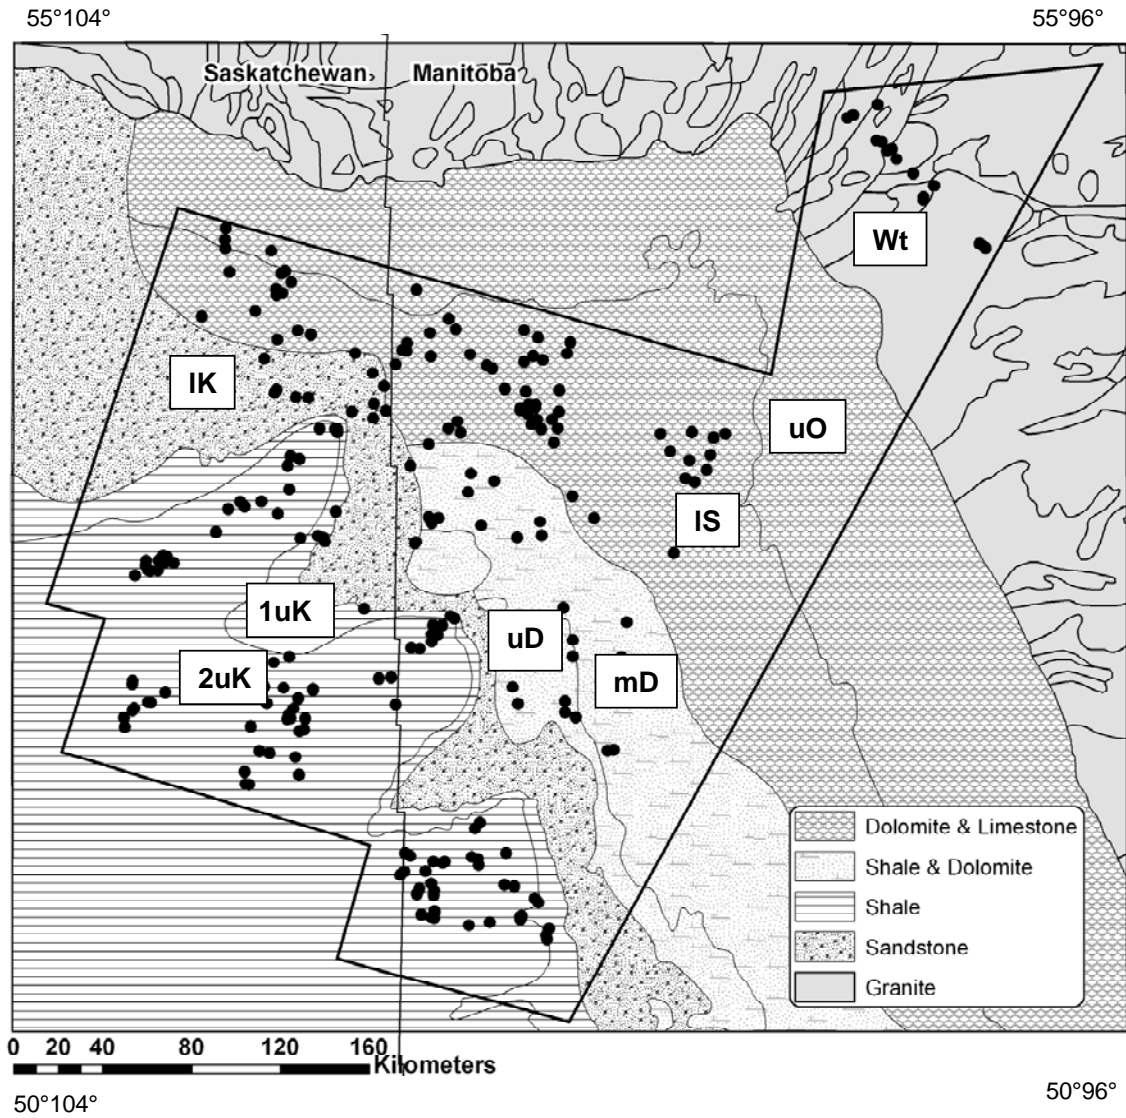 55°104°
55°96°
Saskatchewan
Manitoba
Wt
lK
uO
lS
1uK
uD
2uK
mD
Dolomite & Limestone
Shale & Dolomite
Shale
Sandstone
Granite
0 20 40 80 120 160
Kilometers
50°104°
50°96°